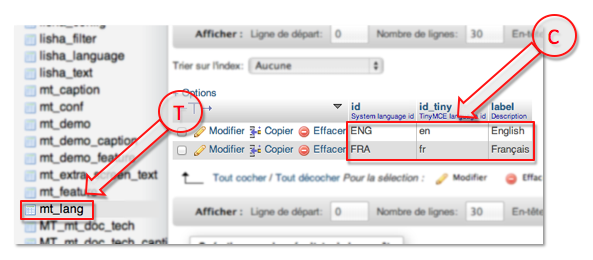 lisha_config
lisha_filter
lisha_language
lisha_text
mt_caption
mt_conf
mt_demo
mt_demo_caption
mt_demo_feature
mt_extra_screen_text
mt_feature
mt_lang
MT_mt_doc_tech
Afficher : Ligne de départ: 0 Nombre de lignes: 30 En-tête
Trier sur l'index: Aucune
+ Options
T
C
id id_tiny label
System language id TinyMCE language id Description
Modifier Copier Effacer ENG en English
Modifier Copier Effacer FRA fr Français
Tout cocher / Tout décocher Pour la sélection : Modifier Effac
Afficher : Ligne de départ: 0 Nombre de lignes: 30 En-tête